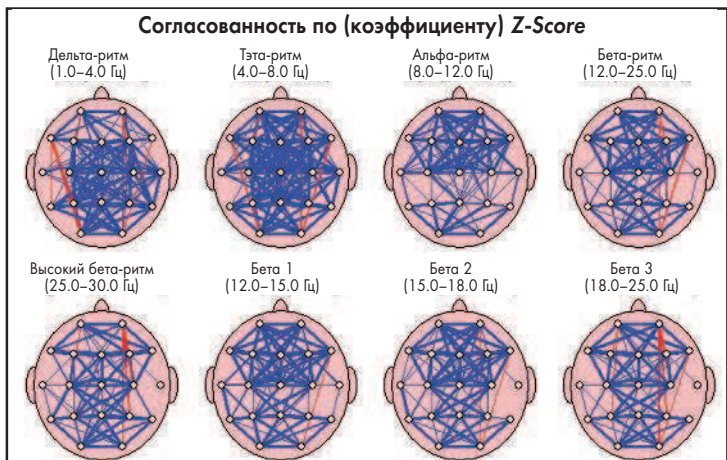 Согласованность по (коэффициенту) Z-Score
Дельта-ритм
(1.0–4.0 Гц)
Тэта-ритм
(4.0–8.0 Гц)
Альфа-ритм
(8.0–12.0 Гц)
Бета-ритм
(12.0–25.0 Гц)
Высокий бета-ритм
(25.0–30.0 Гц)
Бета 1
(12.0–15.0 Гц)
Бета 2
(15.0–18.0 Гц)
Бета 3
(18.0–25.0 Гц)